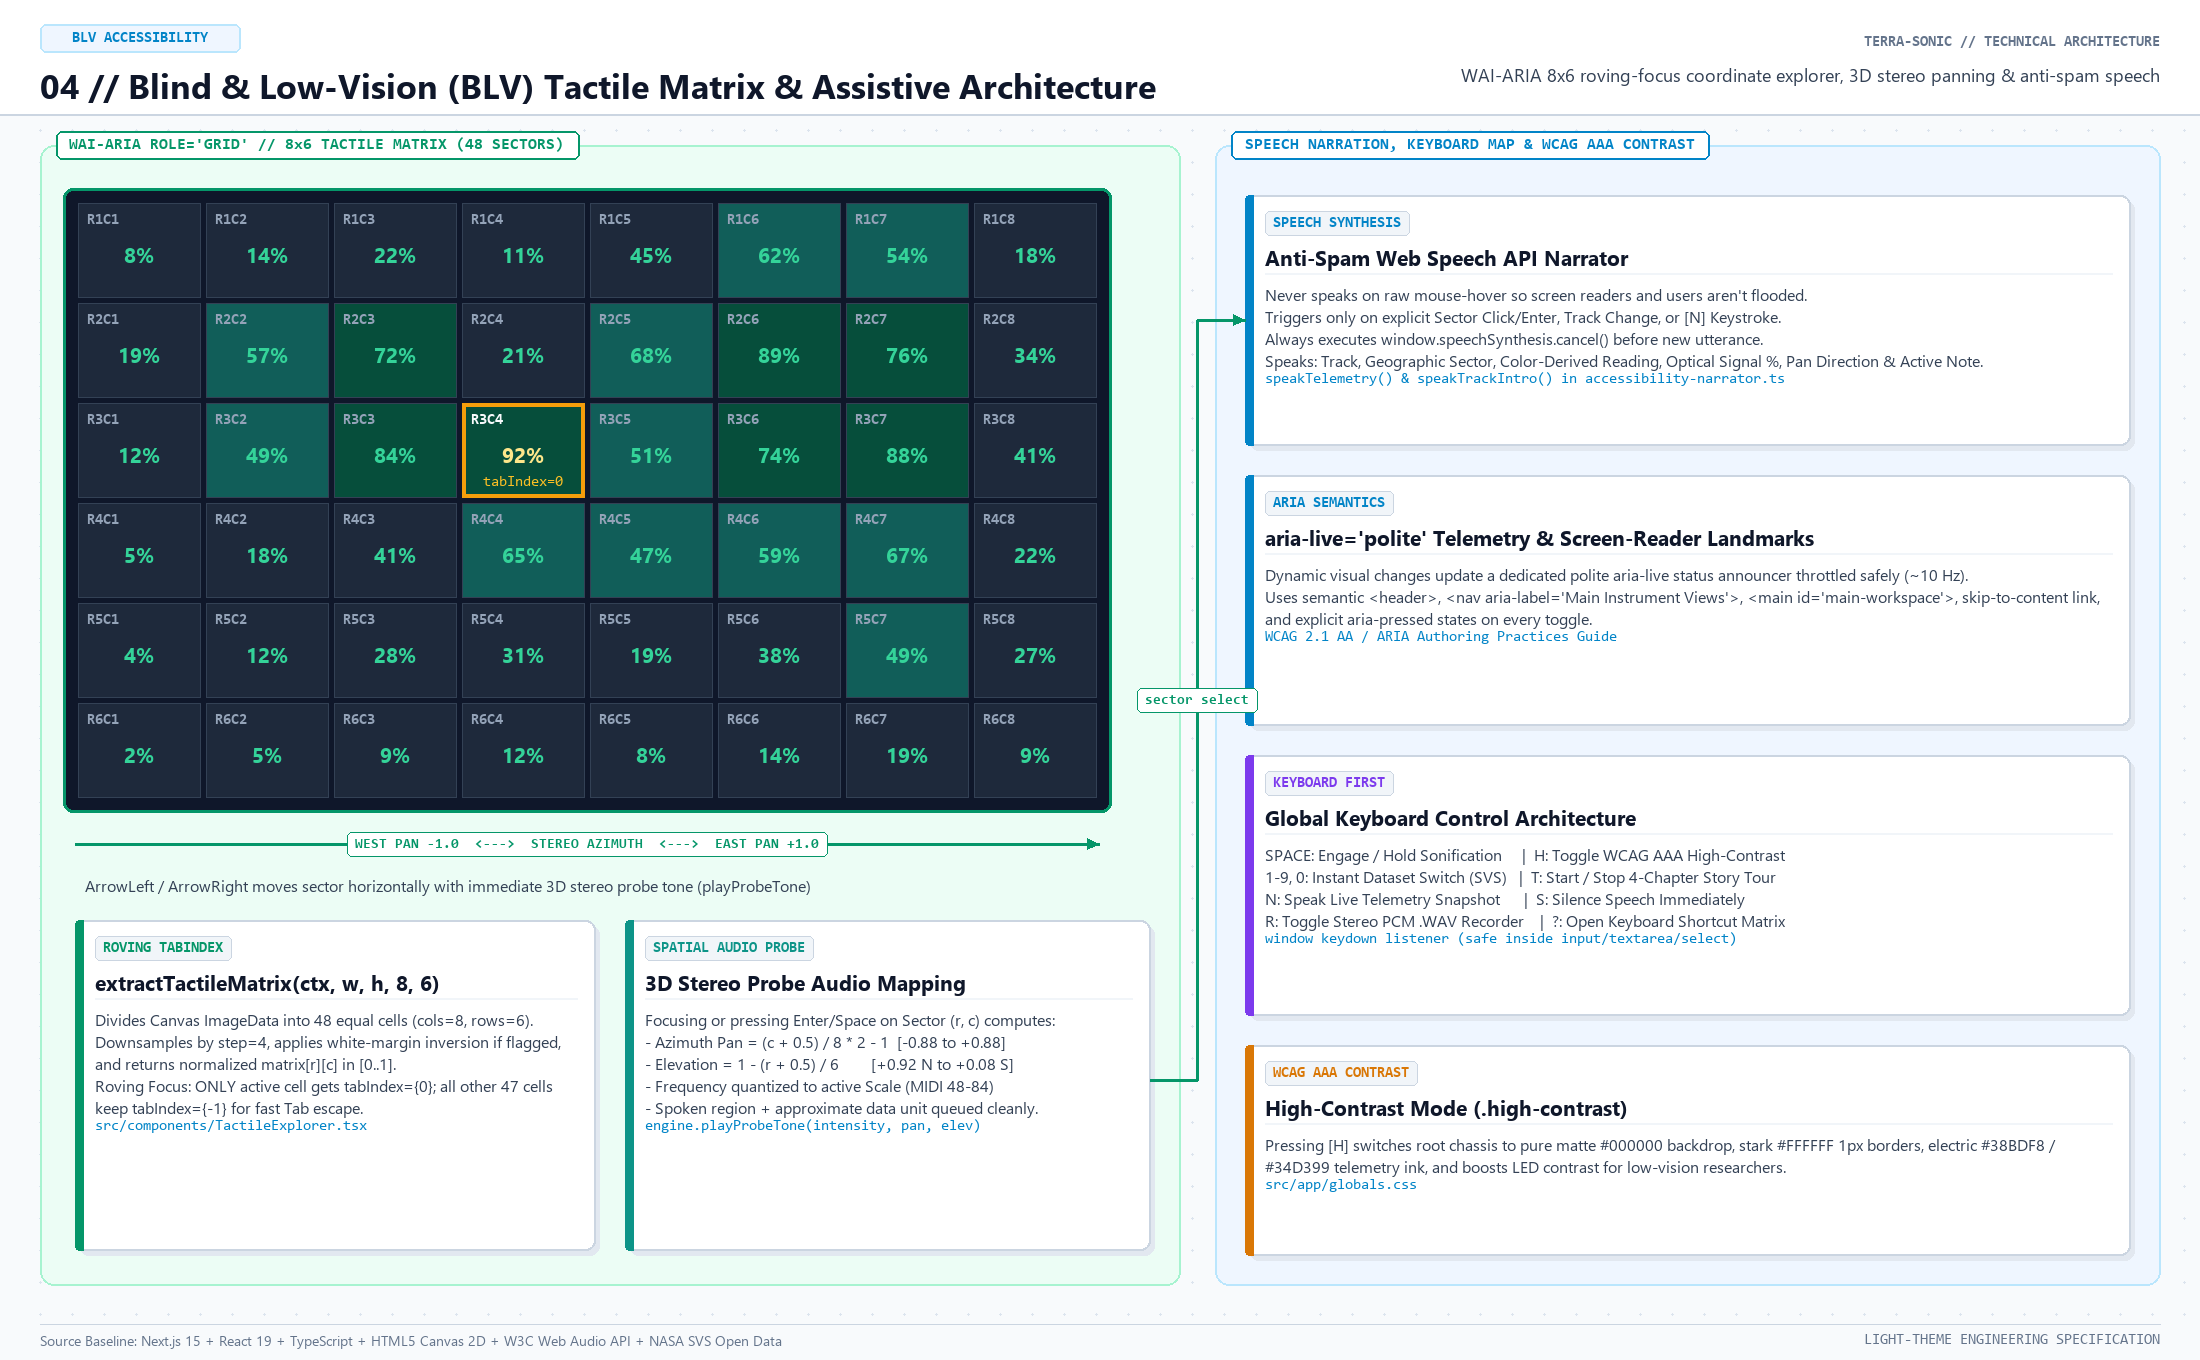 BLV ACCESSIBILITY
TERRA-SONIC // TECHNICAL ARCHITECTURE
04 // Blind & Low-Vision (BLV) Tactile Matrix & Assistive Architecture
WAI-ARIA 8x6 roving-focus coordinate explorer, 3D stereo panning & anti-spam speech
WAI-ARIA ROLE='GRID' // 8x6 TACTILE MATRIX (48 SECTORS)
R1C1 R1C2 R1C3 R1C4 R1C5 R1C6 R1C7 R1C8
8% 14% 22% 11% 45% 62% 54% 18%
R2C1 R2C2 R2C3 R2C4 R2C5 R2C6 R2C7 R2C8
19% 57% 72% 21% 68% 89% 76% 34%
R3C1 R3C2 R3C3 R3C4 R3C5 R3C6 R3C7 R3C8
12% 49% 84% 92% 51% 74% 88% 41%
tabIndex=0
R4C1 R4C2 R4C3 R4C4 R4C5 R4C6 R4C7 R4C8
5% 18% 41% 65% 47% 59% 67% 22%
R5C1 R5C2 R5C3 R5C4 R5C5 R5C6 R5C7 R5C8
4% 12% 28% 31% 19% 38% 49% 27%
R6C1 R6C2 R6C3 R6C4 R6C5 R6C6 R6C7 R6C8
2% 5% 9% 12% 8% 14% 19% 9%
WEST PAN -1.0 <---> STEREO AZIMUTH <---> EAST PAN +1.0
ArrowLeft / ArrowRight moves sector horizontally with immediate 3D stereo probe tone (playProbeTone)
ROVING TABINDEX
extractTactileMatrix(ctx, w, h, 8, 6)
Divides Canvas ImageData into 48 equal cells (cols=8, rows=6).
Downsamples by step=4, applies white-margin inversion if flagged,
and returns normalized matrix[r][c] in [0..1].
Roving Focus: ONLY active cell gets tabIndex={0}; all other 47 cells
keep tabIndex={-1} for fast Tab escape.
src/components/TactileExplorer.tsx
SPATIAL AUDIO PROBE
3D Stereo Probe Audio Mapping
Focusing or pressing Enter/Space on Sector (r, c) computes:
- Azimuth Pan = (c + 0.5) / 8 * 2 - 1 [-0.88 to +0.88]
- Elevation = 1 - (r + 0.5) / 6 [+0.92 N to +0.08 S]
- Frequency quantized to active Scale (MIDI 48-84)
- Spoken region + approximate data unit queued cleanly.
engine.playProbeTone(intensity, pan, elev)
sector select
SPEECH NARRATION, KEYBOARD MAP & WCAG AAA CONTRAST
SPEECH SYNTHESIS
Anti-Spam Web Speech API Narrator
Never speaks on raw mouse-hover so screen readers and users aren't flooded.
Triggers only on explicit Sector Click/Enter, Track Change, or [N] Keystroke.
Always executes window.speechSynthesis.cancel() before new utterance.
Speaks: Track, Geographic Sector, Color-Derived Reading, Optical Signal %, Pan Direction & Active Note.
speakTelemetry() & speakTrackIntro() in accessibility-narrator.ts
ARIA SEMANTICS
aria-live='polite' Telemetry & Screen-Reader Landmarks
Dynamic visual changes update a dedicated polite aria-live status announcer throttled safely (~10 Hz).
Uses semantic <header>, <nav aria-label='Main Instrument Views'>, <main id='main-workspace'>, skip-to-content link,
and explicit aria-pressed states on every toggle.
WCAG 2.1 AA / ARIA Authoring Practices Guide
KEYBOARD FIRST
Global Keyboard Control Architecture
SPACE: Engage / Hold Sonification | H: Toggle WCAG AAA High-Contrast
1-9, 0: Instant Dataset Switch (SVS) | T: Start / Stop 4-Chapter Story Tour
N: Speak Live Telemetry Snapshot | S: Silence Speech Immediately
R: Toggle Stereo PCM .WAV Recorder | ?: Open Keyboard Shortcut Matrix
window keydown listener (safe inside input/textarea/select)
WCAG AAA CONTRAST
High-Contrast Mode (.high-contrast)
Pressing [H] switches root chassis to pure matte #000000 backdrop, stark #FFFFFF 1px borders, electric #38BDF8 /
#34D399 telemetry ink, and boosts LED contrast for low-vision researchers.
src/app/globals.css
Source Baseline: Next.js 15 + React 19 + TypeScript + HTML5 Canvas 2D + W3C Web Audio API + NASA SVS Open Data
LIGHT-THEME ENGINEERING SPECIFICATION